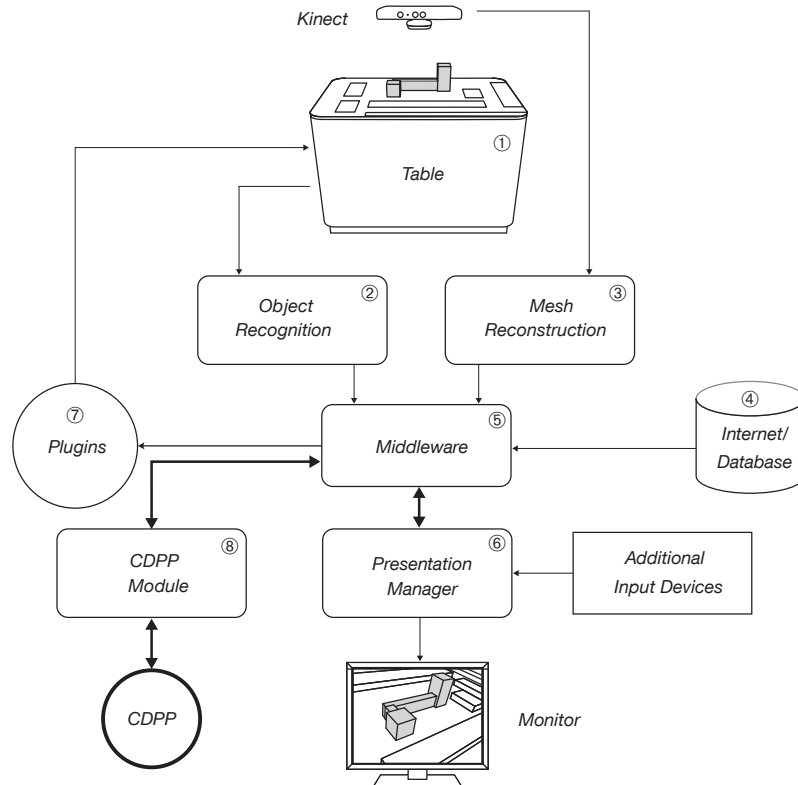 Kinect
①
Table
②
Object
Recognition
③
Mesh
Reconstruction
④
Internet/
Database
⑤
Middleware
⑦
Plugins
⑧
CDPP
Module
⑥
Presentation
Manager
Additional
Input Devices
CDPP
Monitor